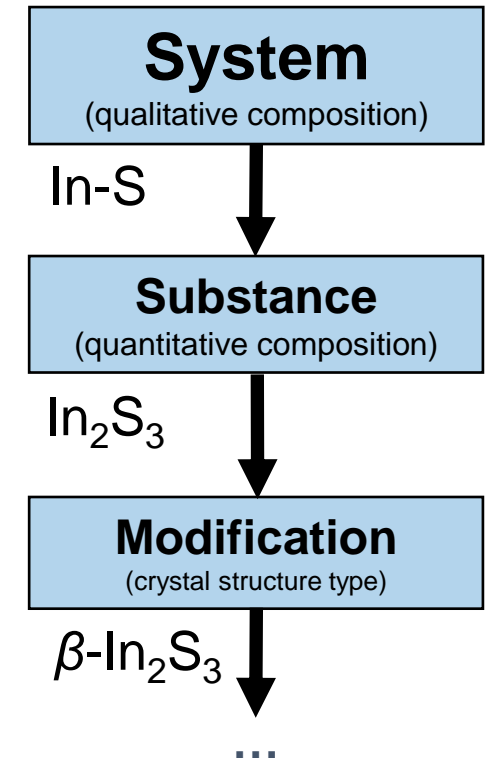 System
(qualitative composition)
In-S
Substance
(quantitative composition)
In₂S₃
Modification
(crystal structure type)
β-In₂S₃
...